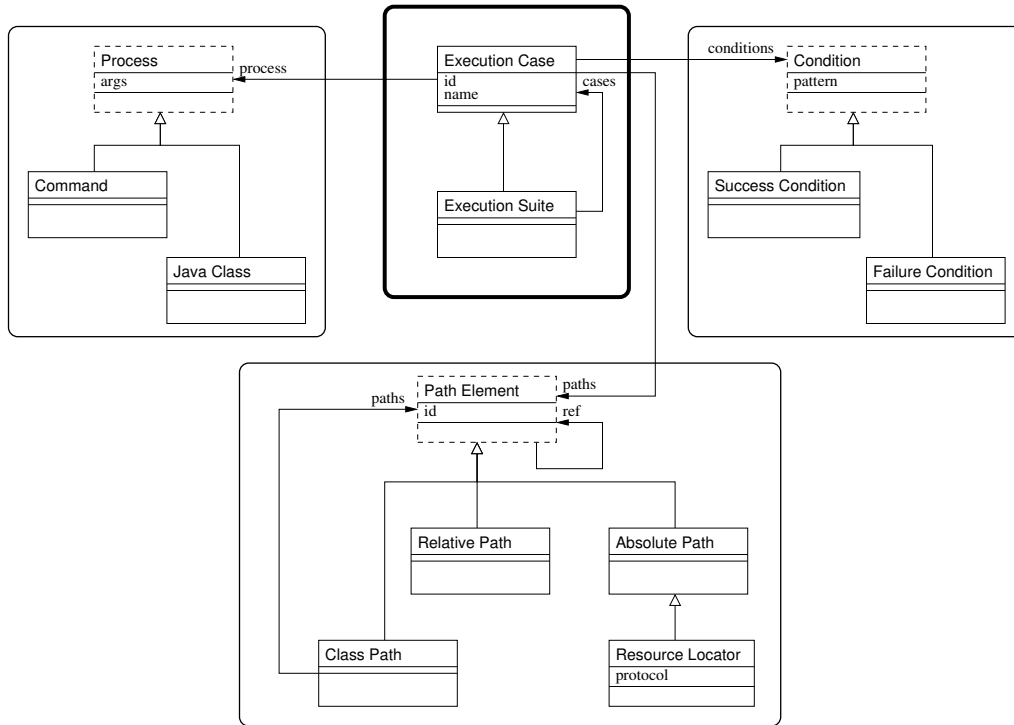 Process
args
process
Execution Case
id
name
cases
conditions
Condition
pattern
Command
Java Class
Execution Suite
Success Condition
Failure Condition
paths
Path Element
id
paths
ref
Relative Path
Absolute Path
Class Path
Resource Locator
protocol